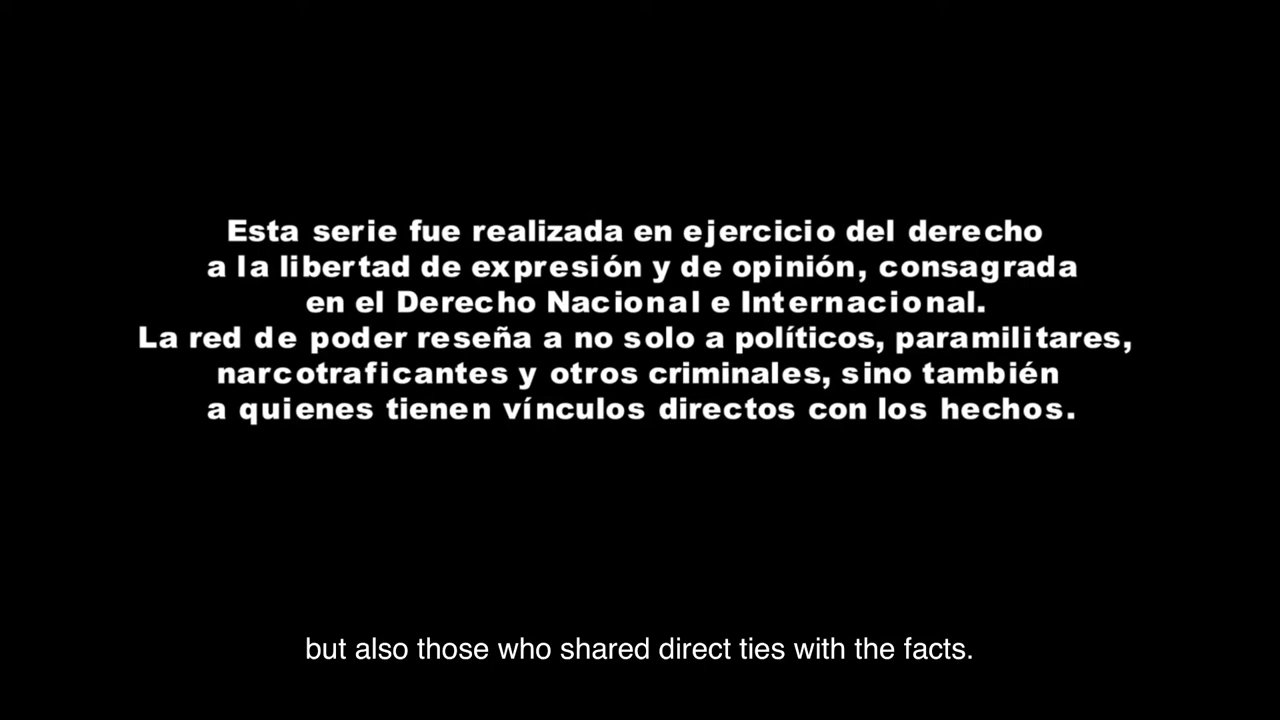 Esta serie fue realizada en ejercicio del derecho
a la libertad de expresión y de opinión, consagrada
en el Derecho Nacional e Internacional.
La red de poder reseña a no solo a políticos, paramilitares,
narcotraficantes y otros criminales, sino también
a quienes tienen vínculos directos con los hechos.
but also those who shared direct ties with the facts.